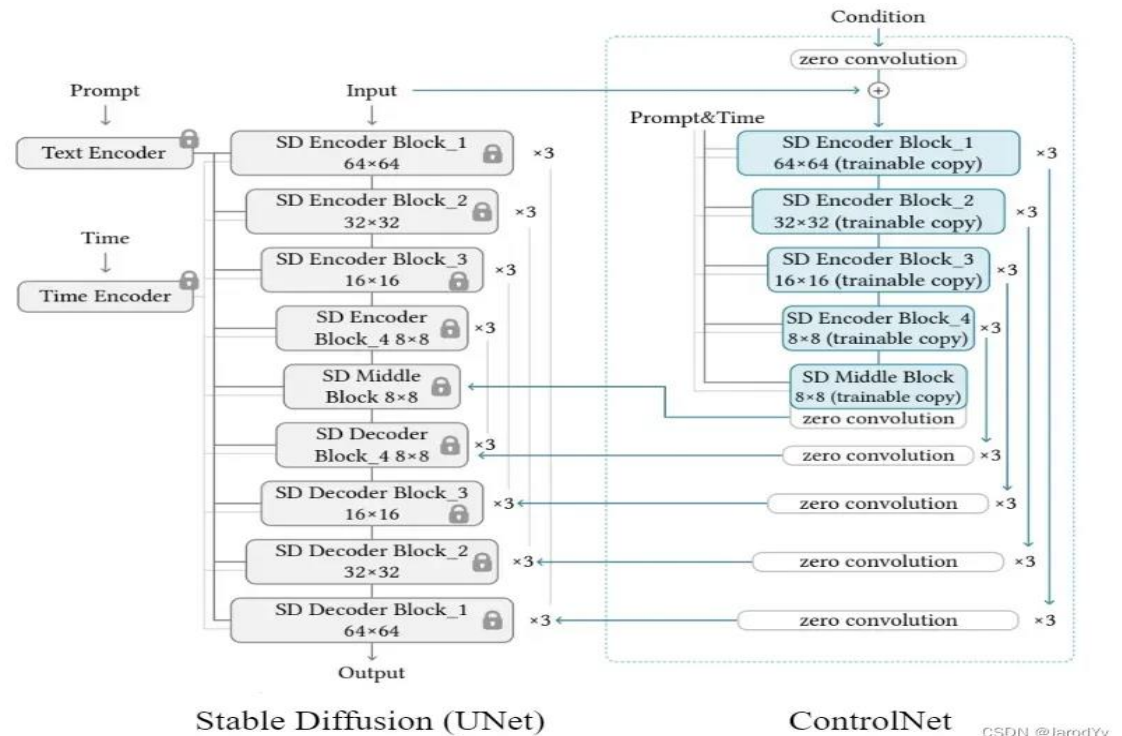 Condition
zero convolution
Prompt
Input
+
Prompt&Time
Text Encoder
SD Encoder Block_1
64×64
×3
SD Encoder Block_1
64×64 (trainable copy)
×3
SD Encoder Block_2
32×32
×3
SD Encoder Block_2
32×32 (trainable copy)
×3
Time
SD Encoder Block_3
16×16
×3
SD Encoder Block_3
16×16 (trainable copy)
×3
Time Encoder
SD Encoder
Block_4 8×8
×3
SD Encoder Block_4
8×8 (trainable copy)
×3
SD Middle
Block 8×8
SD Middle Block
8×8 (trainable copy)
zero convolution
SD Decoder
Block_4 8×8
×3
zero convolution
×3
SD Decoder Block_3
16×16
×3
zero convolution
×3
SD Decoder Block_2
32×32
×3
zero convolution
×3
SD Decoder Block_1
64×64
×3
zero convolution
×3
Output
Stable Diffusion (UNet)
ControlNet
CSDN @JarodYv